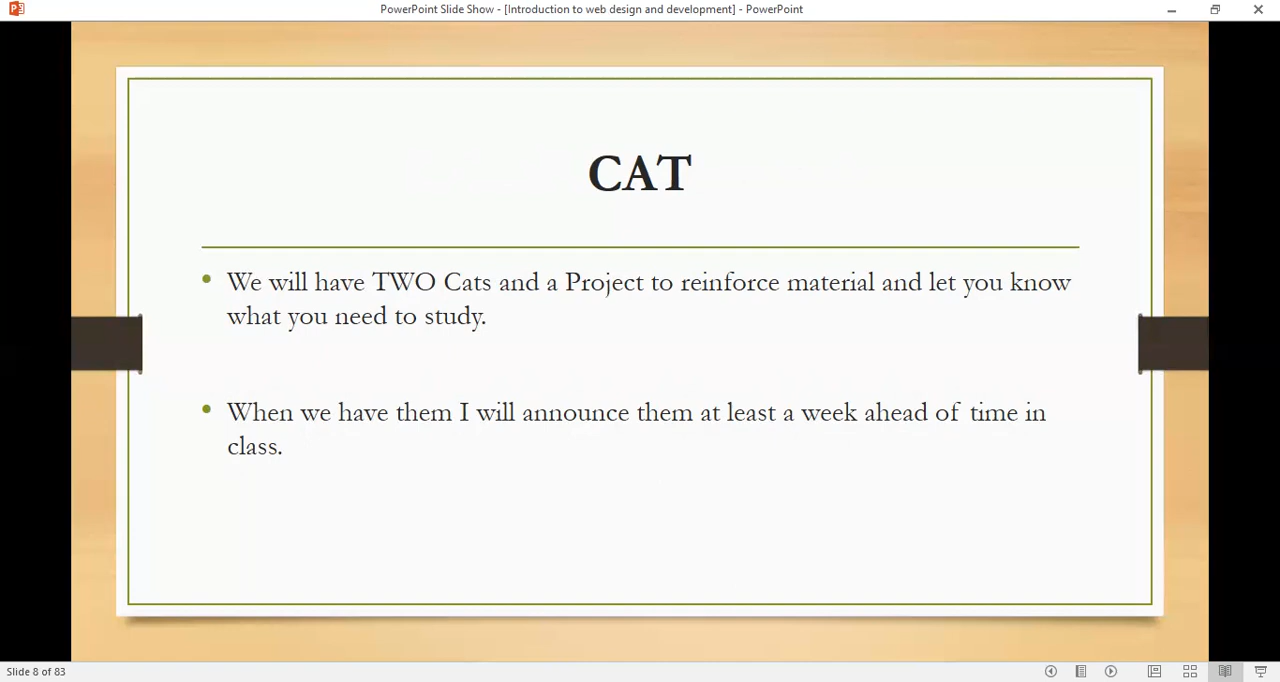 PowerPoint Slide Show - [Introduction to web design and development] - PowerPoint
CAT
• We will have TWO Cats and a Project to reinforce material and let you know
what you need to study.
• When we have them I will announce them at least a week ahead of time in
class.
Slide 8 of 83